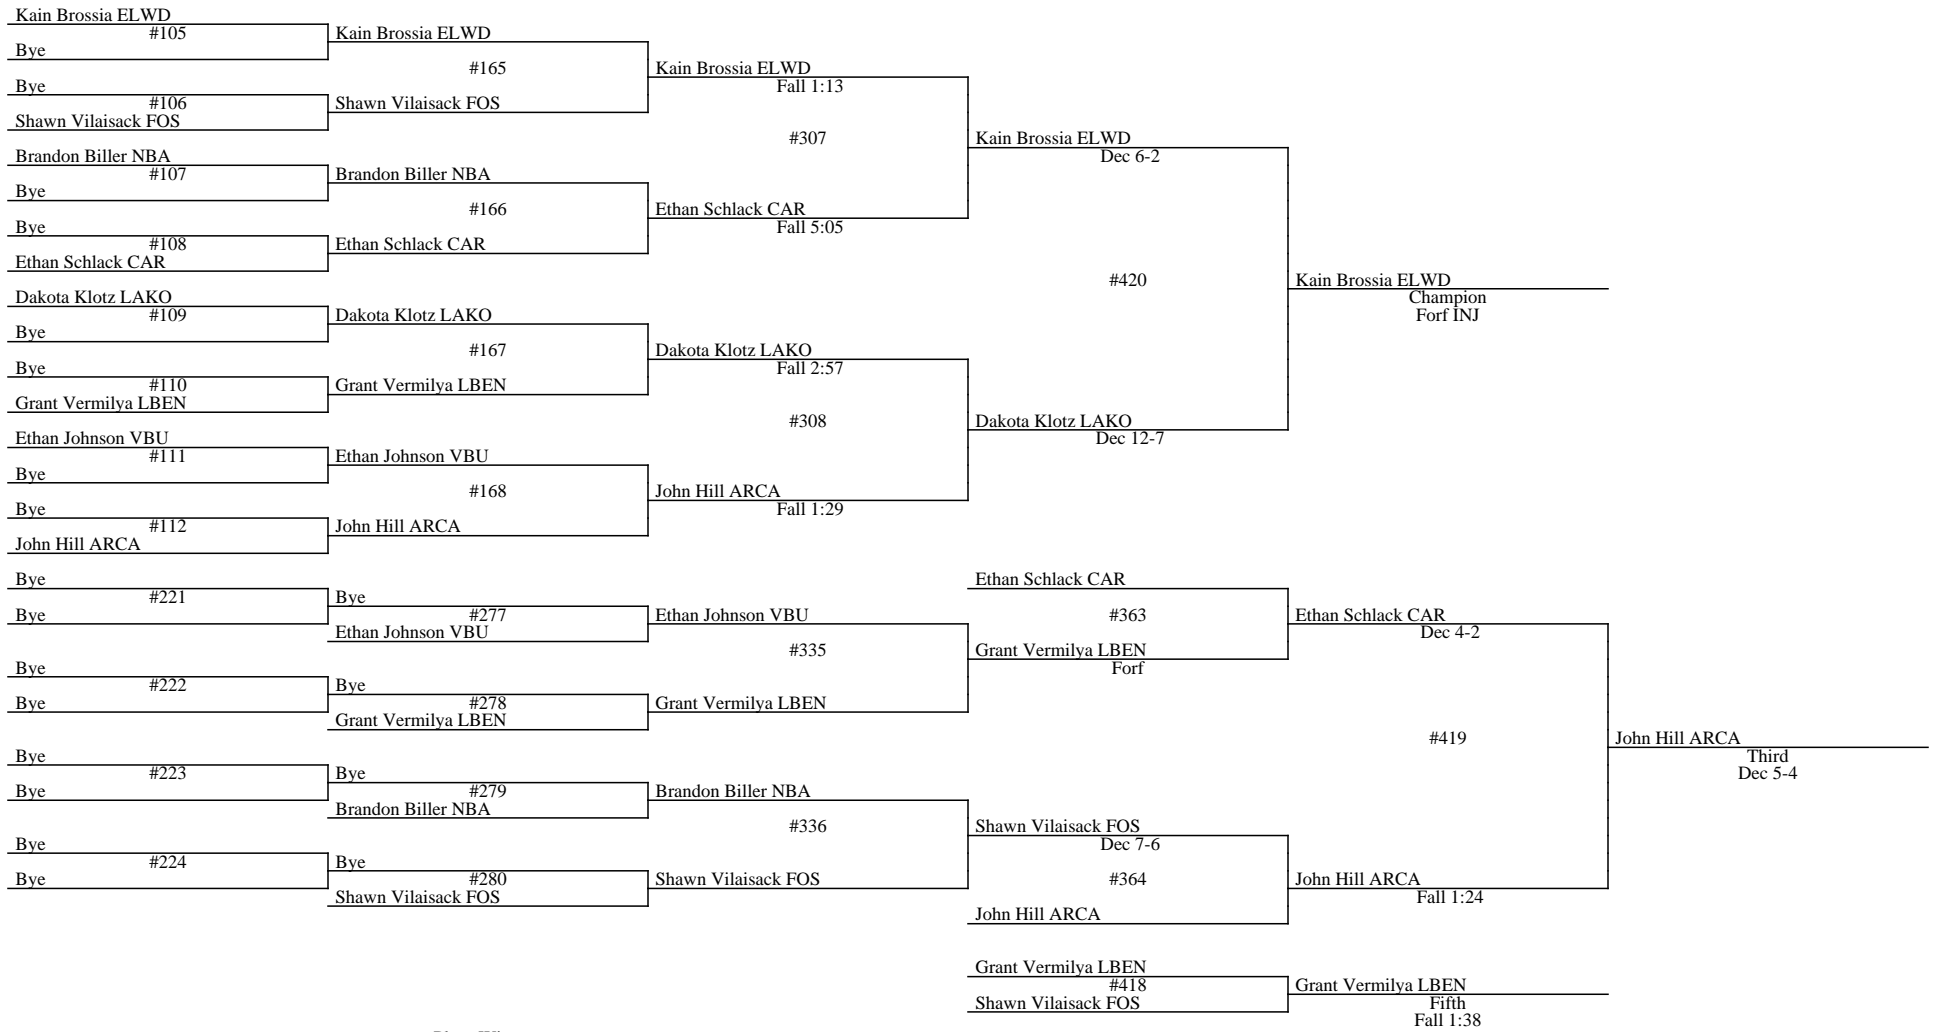 Kain Brossia ELWD
#105
Bye
Bye
#106
Shawn Vilaisack FOS
Brandon Biller NBA
#107
Bye
Bye
#108
Ethan Schlack CAR
Dakota Klotz LAKO
#109
Bye
Bye
#110
Grant Vermilya LBEN
Ethan Johnson VBU
#111
Bye
Bye
#112
John Hill ARCA
Kain Brossia ELWD
#165
Shawn Vilaisack FOS
Brandon Biller NBA
#166
Ethan Schlack CAR
Dakota Klotz LAKO
#167
Grant Vermilya LBEN
Ethan Johnson VBU
#168
John Hill ARCA
Kain Brossia ELWD
Fall 1:13
#307
Ethan Schlack CAR
Fall 5:05
Dakota Klotz LAKO
Fall 2:57
#308
John Hill ARCA
Fall 1:29
Kain Brossia ELWD
Dec 6-2
#420
Dakota Klotz LAKO
Dec 12-7
Kain Brossia ELWD
Champion
Forf INJ
Bye
#221
Bye
Bye
#222
Bye
Bye
#223
Bye
Bye
#224
Bye
Bye
#277
Ethan Johnson VBU
Bye
#278
Grant Vermilya LBEN
Bye
#279
Brandon Biller NBA
Bye
#280
Shawn Vilaisack FOS
Ethan Johnson VBU
#335
Grant Vermilya LBEN
Brandon Biller NBA
#336
Shawn Vilaisack FOS
Ethan Schlack CAR
#363
Grant Vermilya LBEN
Forf
Shawn Vilaisack FOS
Dec 7-6
#364
John Hill ARCA
Ethan Schlack CAR
Dec 4-2
#419
John Hill ARCA
Fall 1:24
John Hill ARCA
Third
Dec 5-4
Grant Vermilya LBEN
#418
Shawn Vilaisack FOS
Grant Vermilya LBEN
Fifth
Fall 1:38